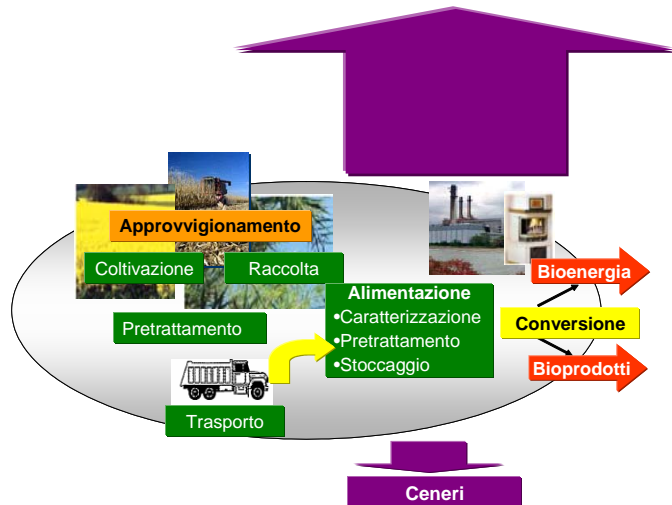 Approvvigionamento
Coltivazione
Raccolta
Bioenergia
Alimentazione
•Caratterizzazione
•Pretrattamento
•Stoccaggio
Pretrattamento
Conversione
Bioprodotti
Trasporto
Ceneri